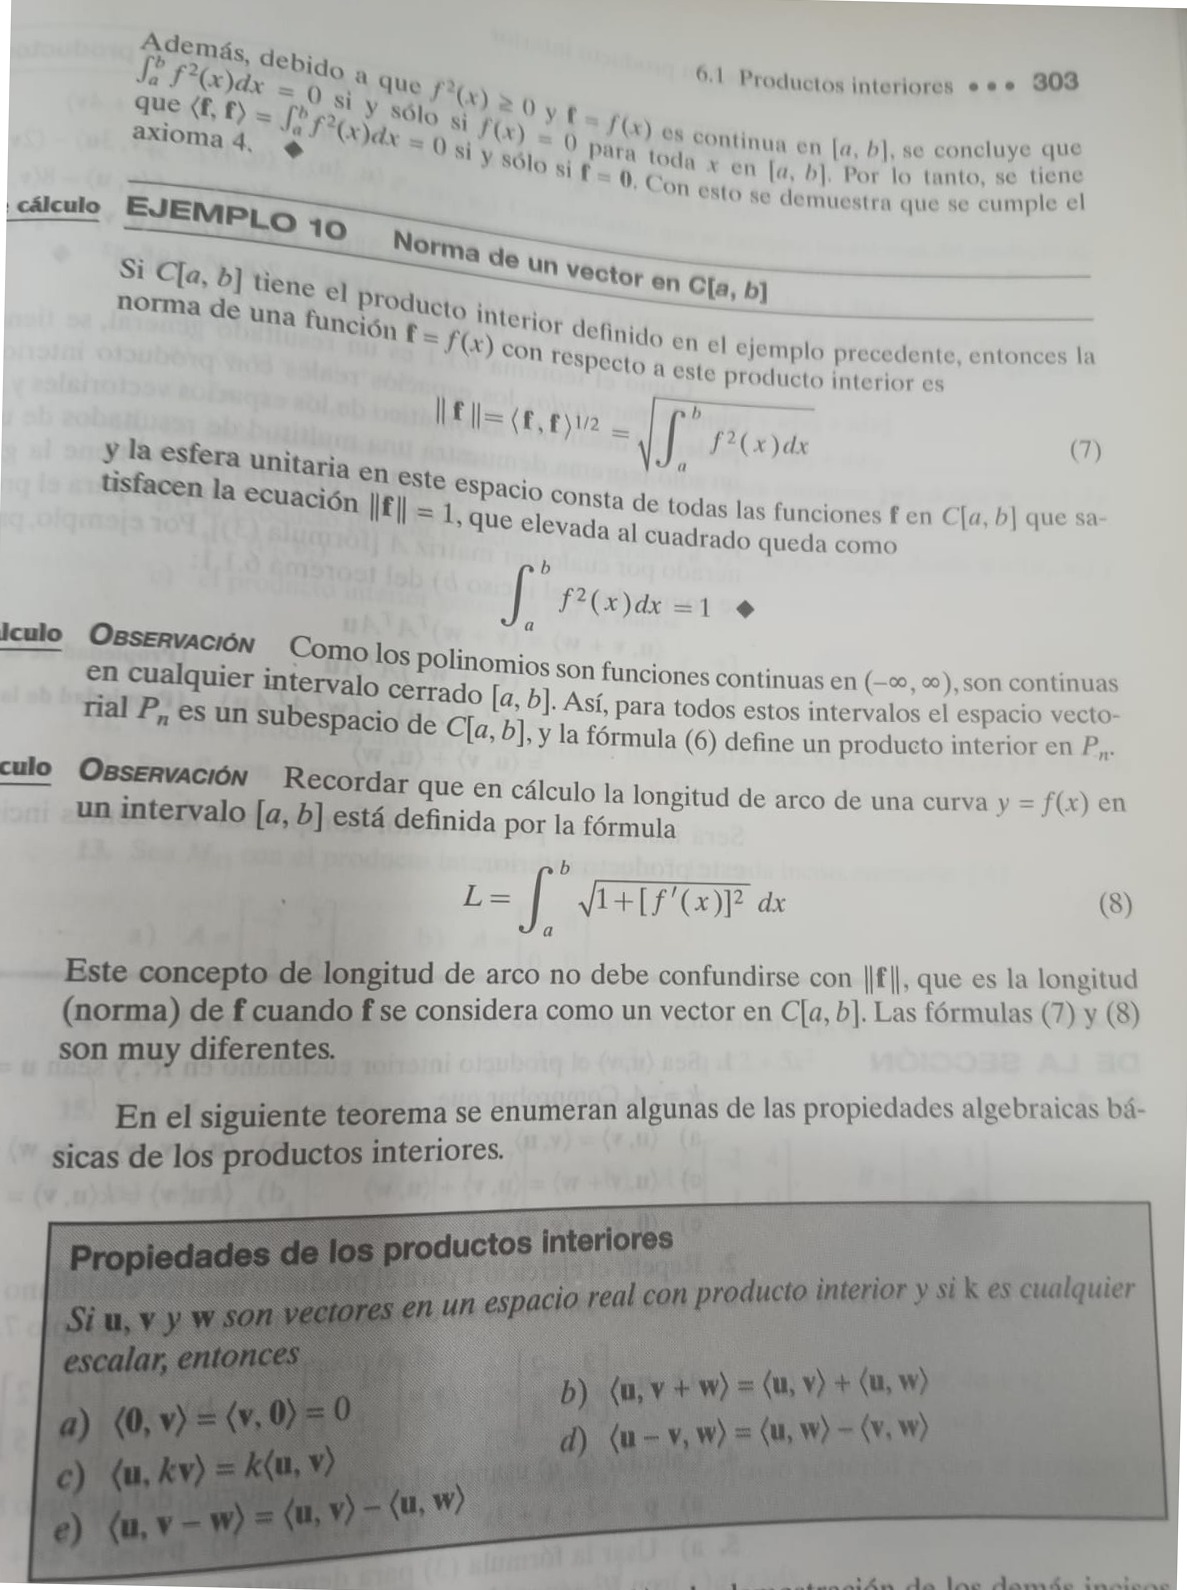 6.1 Productos interiores ••• 303
Además, debido a que f²(x) ≥ 0 y f = f(x) es continua en [a, b], se concluye que
∫ₐᵇ f²(x)dx = 0 si y sólo si f(x) = 0 para toda x en [a, b]. Por lo tanto, se tiene
que ⟨f, f⟩ = ∫ₐᵇ f²(x)dx = 0 si y sólo si f = 0. Con esto se demuestra que se cumple el
axioma 4. ◆
cálculo EJEMPLO 10 Norma de un vector en C[a, b]
Si C[a, b] tiene el producto interior definido en el ejemplo precedente, entonces la
norma de una función f = f(x) con respecto a este producto interior es
‖f‖ = ⟨f, f⟩^1/2 = √∫ₐᵇ f²(x)dx (7)
y la esfera unitaria en este espacio consta de todas las funciones f en C[a, b] que sa-
tisfacen la ecuación ‖f‖ = 1, que elevada al cuadrado queda como
∫ₐᵇ f²(x)dx = 1 ◆
lculo OBSERVACIÓN Como los polinomios son funciones continuas en (−∞, ∞), son continuas
en cualquier intervalo cerrado [a, b]. Así, para todos estos intervalos el espacio vecto-
rial Pₙ es un subespacio de C[a, b], y la fórmula (6) define un producto interior en Pₙ.
culo OBSERVACIÓN Recordar que en cálculo la longitud de arco de una curva y = f(x) en
un intervalo [a, b] está definida por la fórmula
L = ∫ₐᵇ √1+[f′(x)]² dx (8)
Este concepto de longitud de arco no debe confundirse con ‖f‖, que es la longitud
(norma) de f cuando f se considera como un vector en C[a, b]. Las fórmulas (7) y (8)
son muy diferentes.
En el siguiente teorema se enumeran algunas de las propiedades algebraicas bá-
sicas de los productos interiores.
Propiedades de los productos interiores
Si u, v y w son vectores en un espacio real con producto interior y si k es cualquier
escalar, entonces
a) ⟨0, v⟩ = ⟨v, 0⟩ = 0 b) ⟨u, v + w⟩ = ⟨u, v⟩ + ⟨u, w⟩
c) ⟨u, kv⟩ = k⟨u, v⟩ d) ⟨u − v, w⟩ = ⟨u, w⟩ − ⟨v, w⟩
e) ⟨u, v − w⟩ = ⟨u, v⟩ − ⟨u, w⟩
de los demás incisos